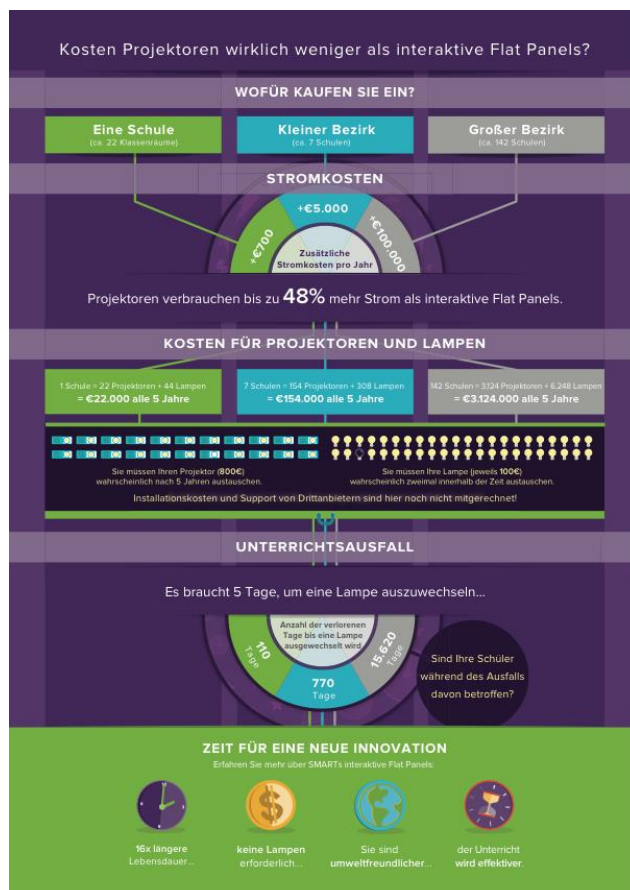 Kosten Projektoren wirklich weniger als interaktive Flat Panels?
WOFÜR KAUFEN SIE EIN?
Eine Schule
(ca. 22 Klassenräume)
Kleiner Bezirk
(ca. 7 Schulen)
Großer Bezirk
(ca. 142 Schulen)
STROMKOSTEN
+€700
+€5.000
+€100.000
Zusätzliche
Stromkosten pro Jahr
Projektoren verbrauchen bis zu 48% mehr Strom als interaktive Flat Panels.
KOSTEN FÜR PROJEKTOREN UND LAMPEN
1 Schule = 22 Projektoren + 44 Lampen
= €22.000 alle 5 Jahre
7 Schulen = 154 Projektoren + 308 Lampen
= €154.000 alle 5 Jahre
142 Schulen = 3.124 Projektoren + 6.248 Lampen
= €3.124.000 alle 5 Jahre
Sie müssen Ihren Projektor (800€)
wahrscheinlich nach 5 Jahren austauschen.
Sie müssen Ihre Lampe (jeweils 100€)
wahrscheinlich zweimal innerhalb der Zeit austauschen.
Installationskosten und Support von Drittanbietern sind hier noch nicht mitgerechnet!
UNTERRICHTSAUSFALL
Es braucht 5 Tage, um eine Lampe auszuwechseln...
Anzahl der verlorenen
Tage bis eine Lampe
ausgewechselt wird
110
Tage
770
Tage
15.620
Tage
Sind Ihre Schüler
während des Ausfalls
davon betroffen?
ZEIT FÜR EINE NEUE INNOVATION
Erfahren Sie mehr über SMARTs interaktive Flat Panels:
16x längere
Lebensdauer...
keine Lampen
erforderlich...
Sie sind
umweltfreundlicher...
der Unterricht
wird effektiver.